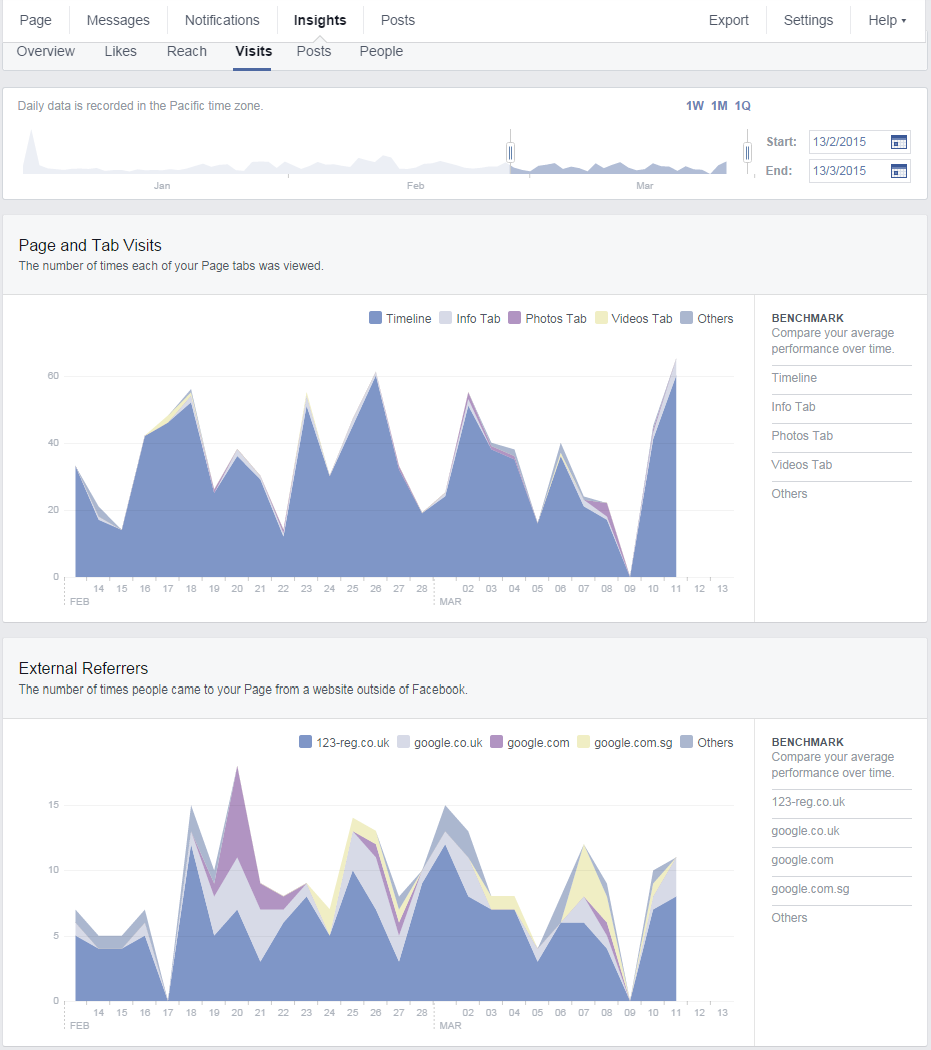 Page Messages Notifications Insights Posts Export Settings Help
Overview Likes Reach Visits Posts People
Daily data is recorded in the Pacific time zone. 1W 1M 1Q
Start: 13/2/2015
End: 13/3/2015
Jan Feb Mar
Page and Tab Visits
The number of times each of your Page tabs was viewed.
Timeline Info Tab Photos Tab Videos Tab Others
60
40
20
0
14 15 16 17 18 19 20 21 22 23 24 25 26 27 28 02 03 04 05 06 07 08 09 10 11 12 13
FEB MAR
BENCHMARK
Compare your average
performance over time.
Timeline
Info Tab
Photos Tab
Videos Tab
Others
External Referrers
The number of times people came to your Page from a website outside of Facebook.
123-reg.co.uk google.co.uk google.com google.com.sg Others
15
10
5
0
14 15 16 17 18 19 20 21 22 23 24 25 26 27 28 02 03 04 05 06 07 08 09 10 11 12 13
FEB MAR
BENCHMARK
Compare your average
performance over time.
123-reg.co.uk
google.co.uk
google.com
google.com.sg
Others